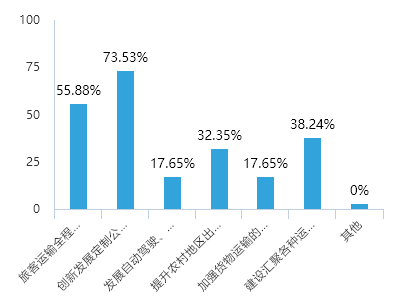 100
75
50
25
0
55.88%
73.53%
17.65%
32.35%
17.65%
38.24%
0%
旅客运输全程...
创新发展定制公...
发展自动驾驶、...
提升农村地区出...
加强货物运输的...
建设汇聚各种运...
其他